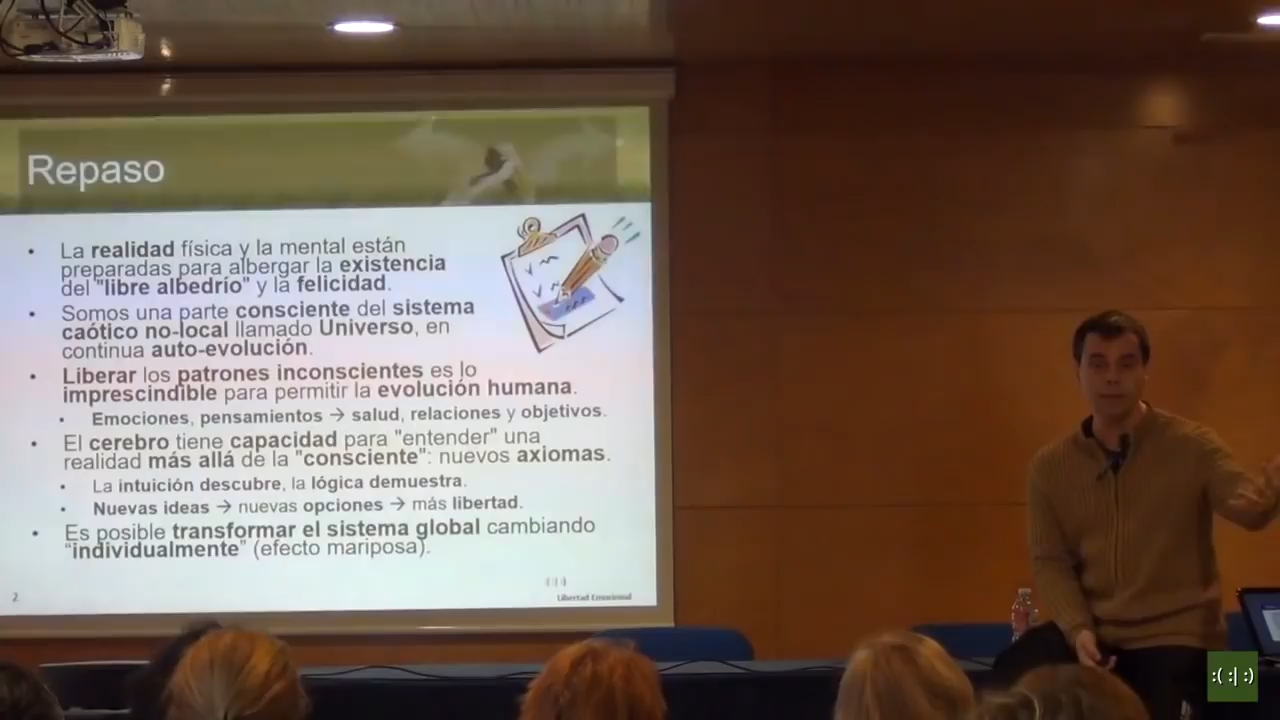 Repaso
• La realidad física y la mental están
preparadas para albergar la existencia
del "libre albedrío" y la felicidad.
• Somos una parte consciente del sistema
caótico no-local llamado Universo, en
continua auto-evolución.
• Liberar los patrones inconscientes es lo
imprescindible para permitir la evolución humana.
• Emociones, pensamientos → salud, relaciones y objetivos.
• El cerebro tiene capacidad para "entender" una
realidad más allá de la "consciente": nuevos axiomas.
• La intuición descubre, la lógica demuestra.
• Nuevas ideas → nuevas opciones → más libertad.
• Es posible transformar el sistema global cambiando
"individualmente" (efecto mariposa).
2
Libertad Emocional
:( :| :)